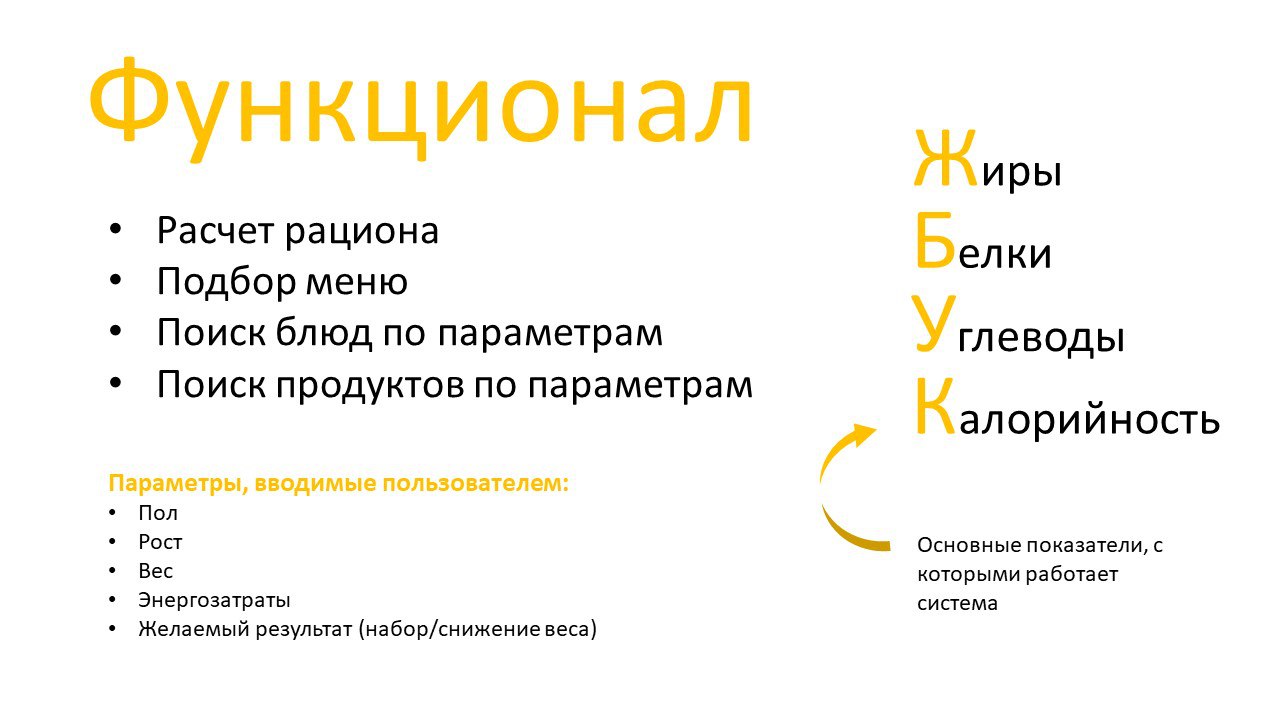 Функционал
• Расчет рациона
• Подбор меню
• Поиск блюд по параметрам
• Поиск продуктов по параметрам
Параметры, вводимые пользователем:
• Пол
• Рост
• Вес
• Энергозатраты
• Желаемый результат (набор/снижение веса)
Жиры
Белки
Углеводы
Калорийность
Основные показатели, с
которыми работает
система